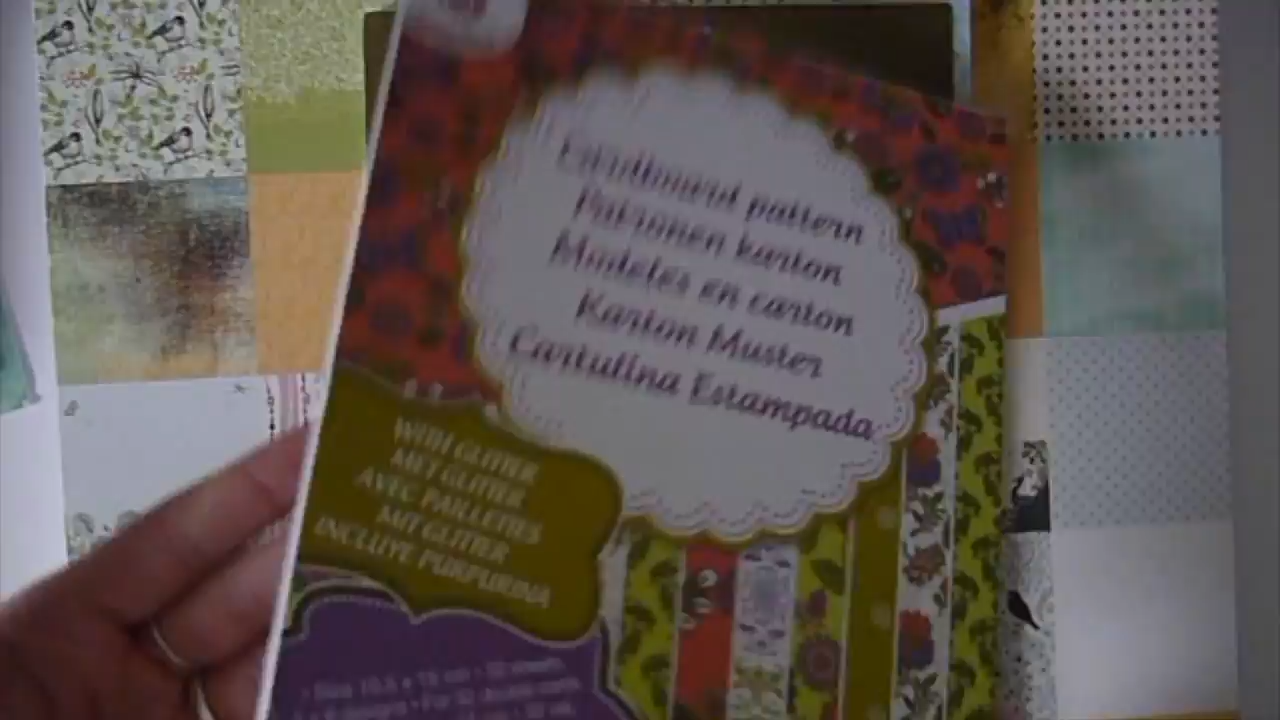 Cardboard pattern
Patronen karton
Modeles en carton
Karton Muster
Cartulina Estampada
WITH GLITTER
MET GLITTER
AVEC PAILLETTES
MIT GLITTER
INCLUYE PURPURINA